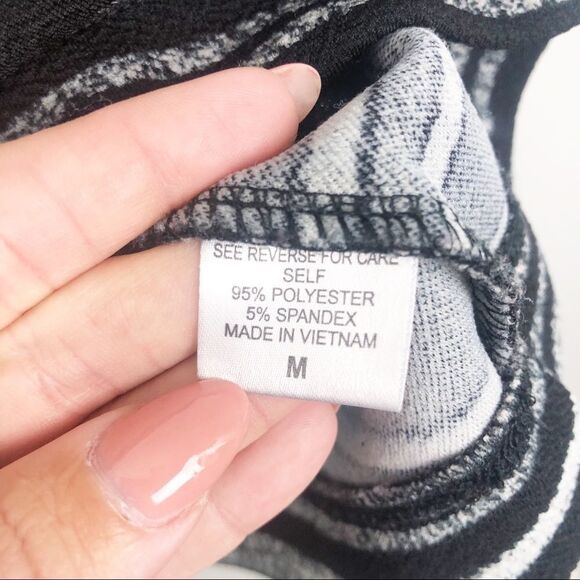 SEE REVERSE FOR CARE
SELF
95% POLYESTER
5% SPANDEX
MADE IN VIETNAM
M